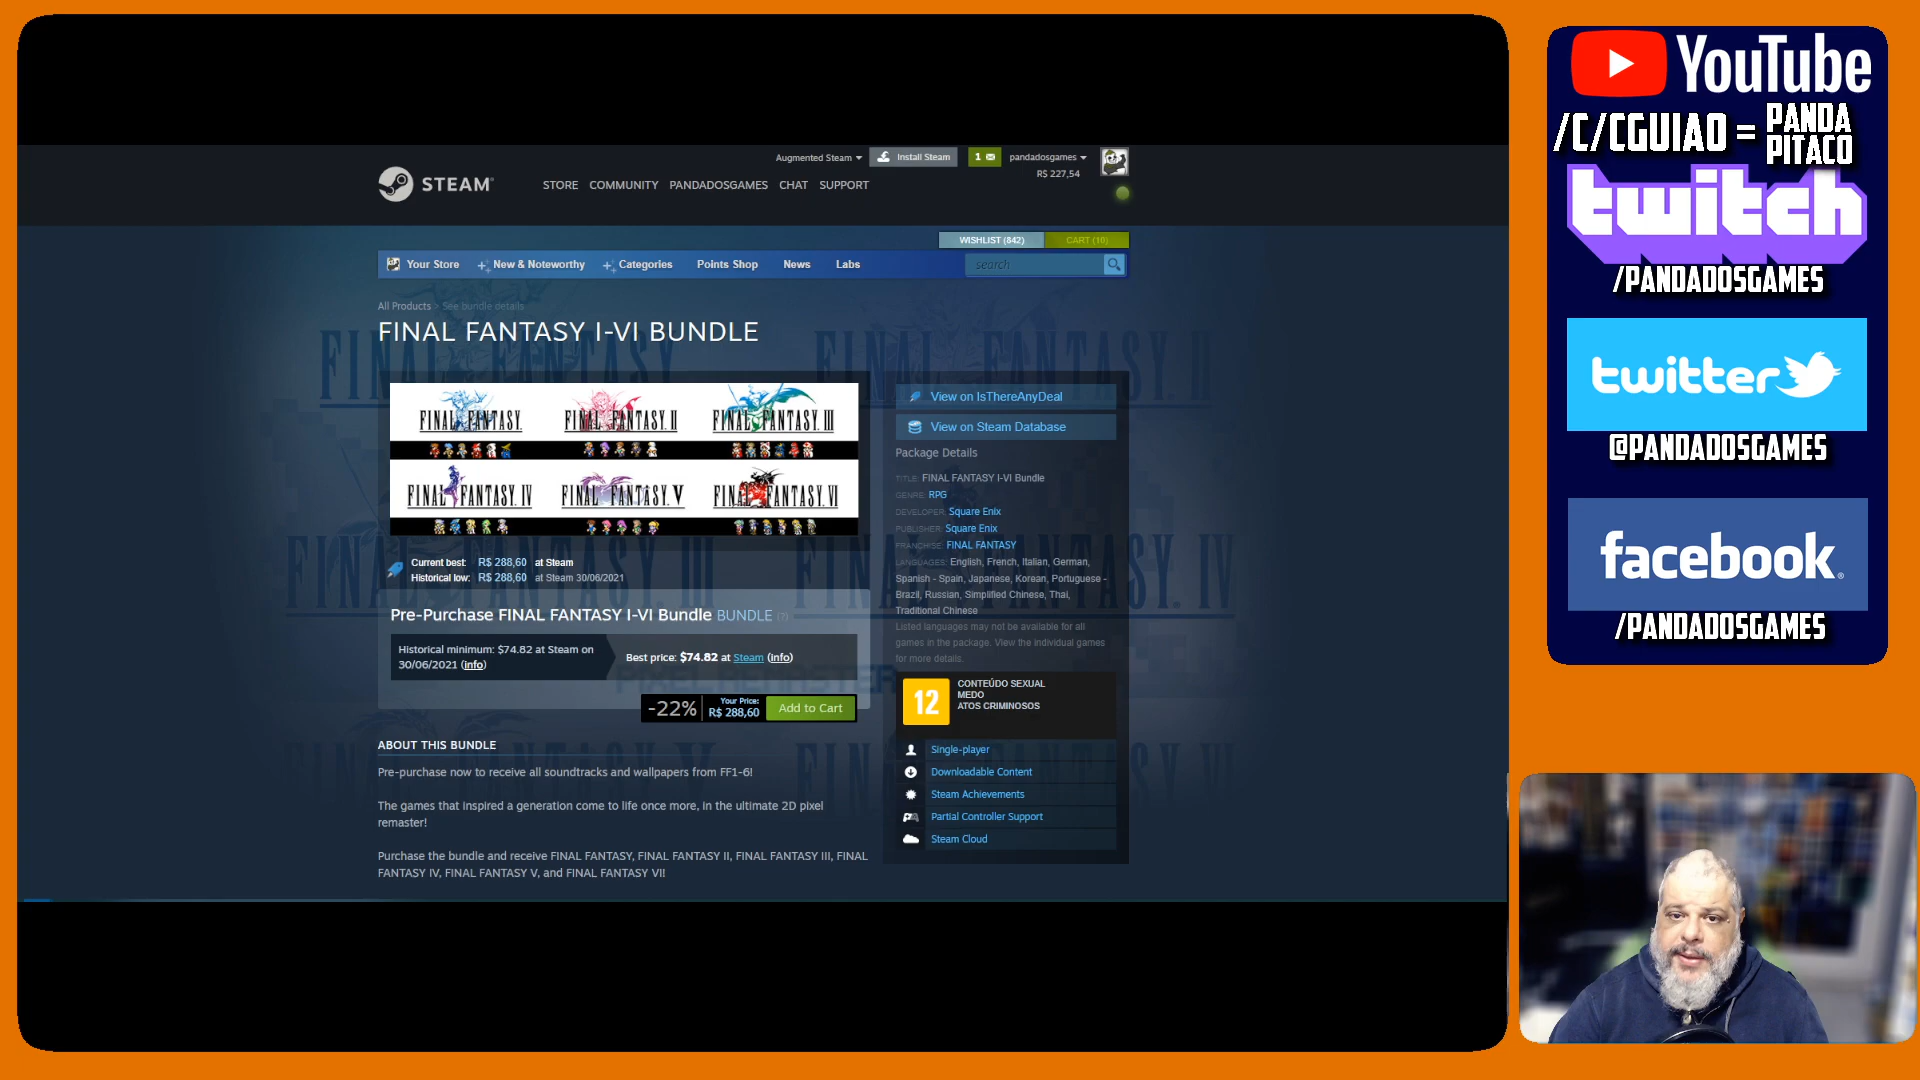 Augmented Steam
Install Steam
1
pandadosgames
R$ 227,54
STEAM®
STORE
COMMUNITY
PANDADOSGAMES
CHAT
SUPPORT
WISHLIST (842)
CART (10)
Your Store
New & Noteworthy
Categories
Points Shop
News
Labs
search
All Products > See bundle details
FINAL FANTASY I-VI BUNDLE
FINAL FANTASY.
FINAL FANTASY. II
FINAL FANTASY. III
FINAL FANTASY. IV
FINAL FANTASY. V
FINAL FANTASY. VI
Current best: R$ 288,60 at Steam
Historical low: R$ 288,60 at Steam 30/06/2021
Pre-Purchase FINAL FANTASY I-VI Bundle BUNDLE (?)
Historical minimum: $74.82 at Steam on
30/06/2021 (info)
Best price: $74.82 at Steam (info)
-22%
Your Price:
R$ 288,60
Add to Cart
ABOUT THIS BUNDLE
Pre-purchase now to receive all soundtracks and wallpapers from FF1-6!
The games that inspired a generation come to life once more, in the ultimate 2D pixel
remaster!
Purchase the bundle and receive FINAL FANTASY, FINAL FANTASY II, FINAL FANTASY III, FINAL
FANTASY IV, FINAL FANTASY V, and FINAL FANTASY VI!
View on IsThereAnyDeal
View on Steam Database
Package Details
TITLE: FINAL FANTASY I-VI Bundle
GENRE: RPG
DEVELOPER: Square Enix
PUBLISHER: Square Enix
FRANCHISE: FINAL FANTASY
LANGUAGES: English, French, Italian, German,
Spanish - Spain, Japanese, Korean, Portuguese -
Brazil, Russian, Simplified Chinese, Thai,
Traditional Chinese
Listed languages may not be available for all
games in the package. View the individual games
for more details.
12
CONTEÚDO SEXUAL
MEDO
ATOS CRIMINOSOS
Single-player
Downloadable Content
Steam Achievements
Partial Controller Support
Steam Cloud
YouTube
/C/CGUIAO = PANDA
PITACO
twitch
/PANDADOSGAMES
twitter
@PANDADOSGAMES
facebook®
/PANDADOSGAMES